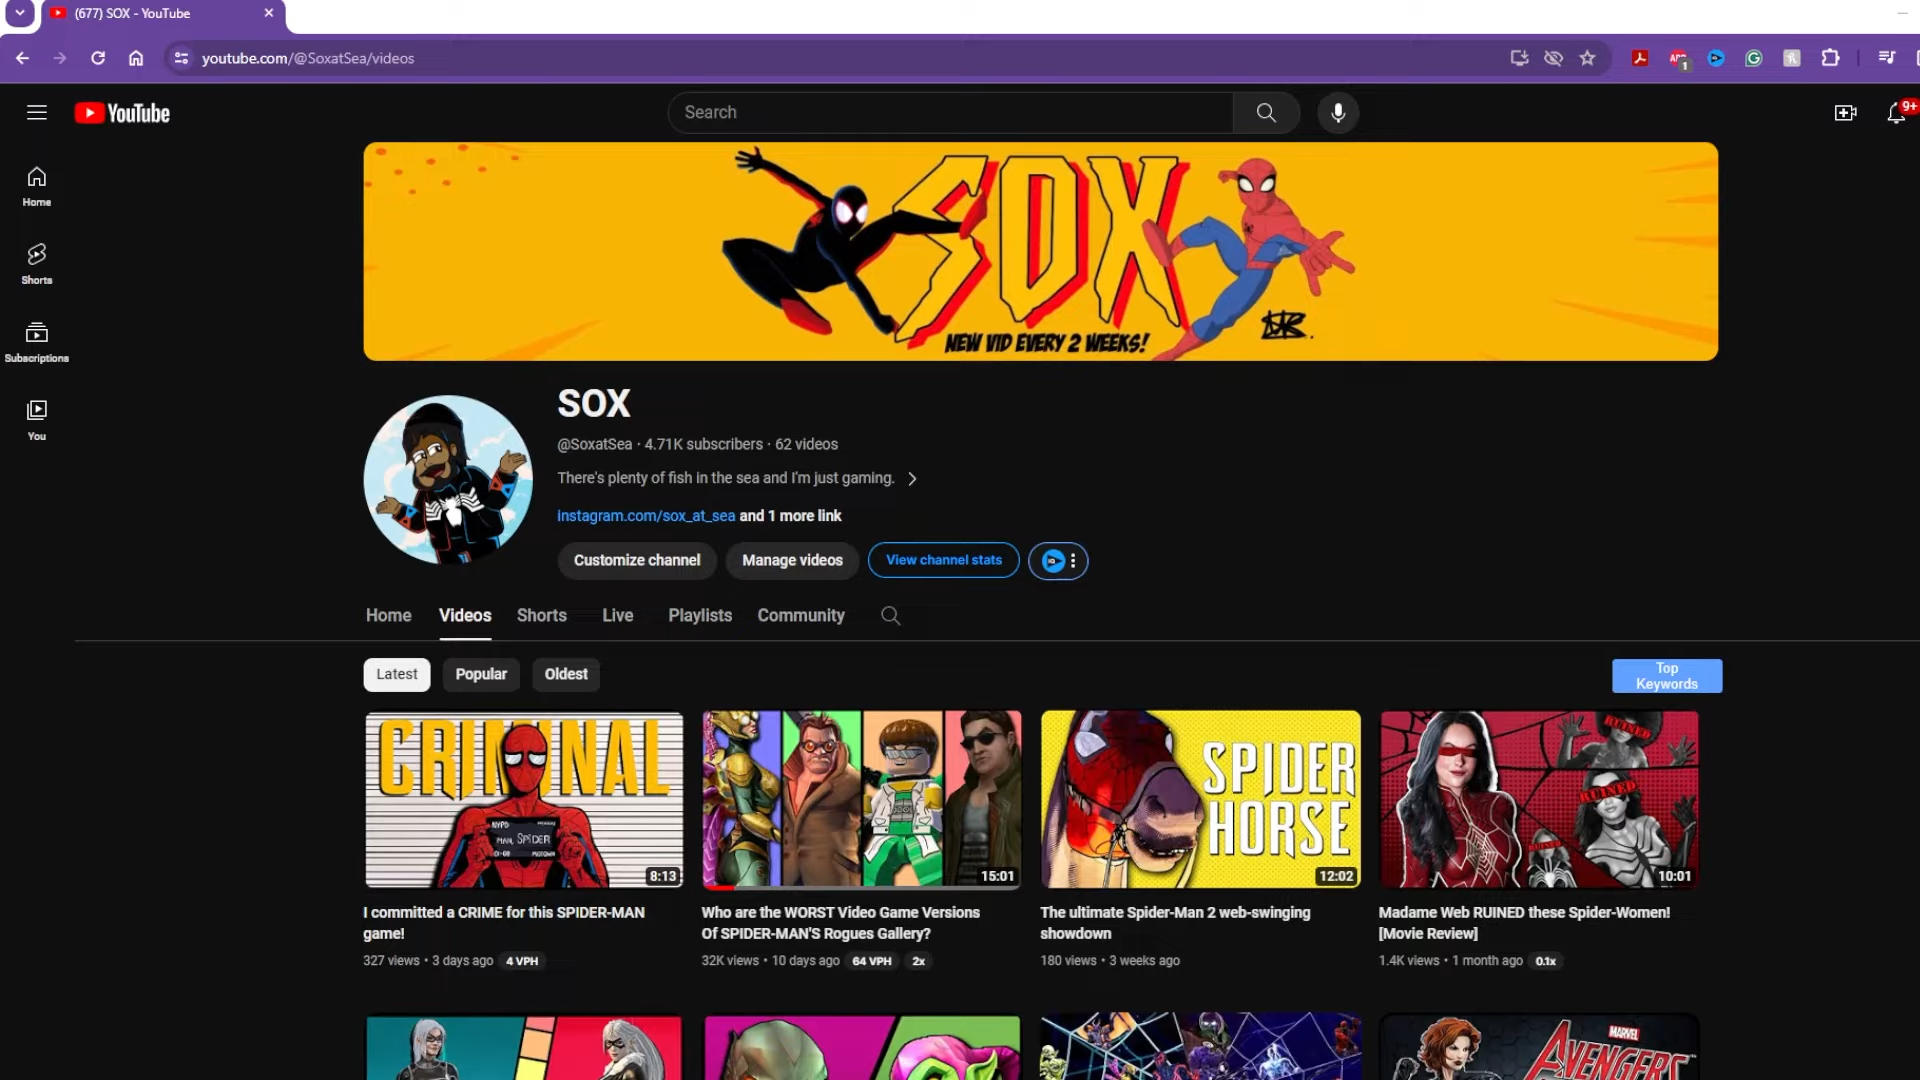 (677) SOX - YouTube
youtube.com/@SoxatSea/videos
1
YouTube
Search
9+
Home
Shorts
Subscriptions
You
SOX
NEW VID EVERY 2 WEEKS!
SOX
@SoxatSea · 4.71K subscribers · 62 videos
There's plenty of fish in the sea and I'm just gaming.
instagram.com/sox_at_sea and 1 more link
Customize channel
Manage videos
View channel stats
Home
Videos
Shorts
Live
Playlists
Community
Latest
Popular
Oldest
Top
Keywords
CRIMINAL
NYPD
MAN, SPIDER
8:13
15:01
SPIDER
HORSE
12:02
RUINED
RUINED
RUINED
10:01
I committed a CRIME for this SPIDER-MAN
game!
327 views • 3 days ago 4 VPH
Who are the WORST Video Game Versions
Of SPIDER-MAN'S Rogues Gallery?
32K views • 10 days ago 64 VPH 2x
The ultimate Spider-Man 2 web-swinging
showdown
180 views • 3 weeks ago
Madame Web RUINED these Spider-Women!
[Movie Review]
1.4K views • 1 month ago 0.1x
MARVEL
AVENGERS